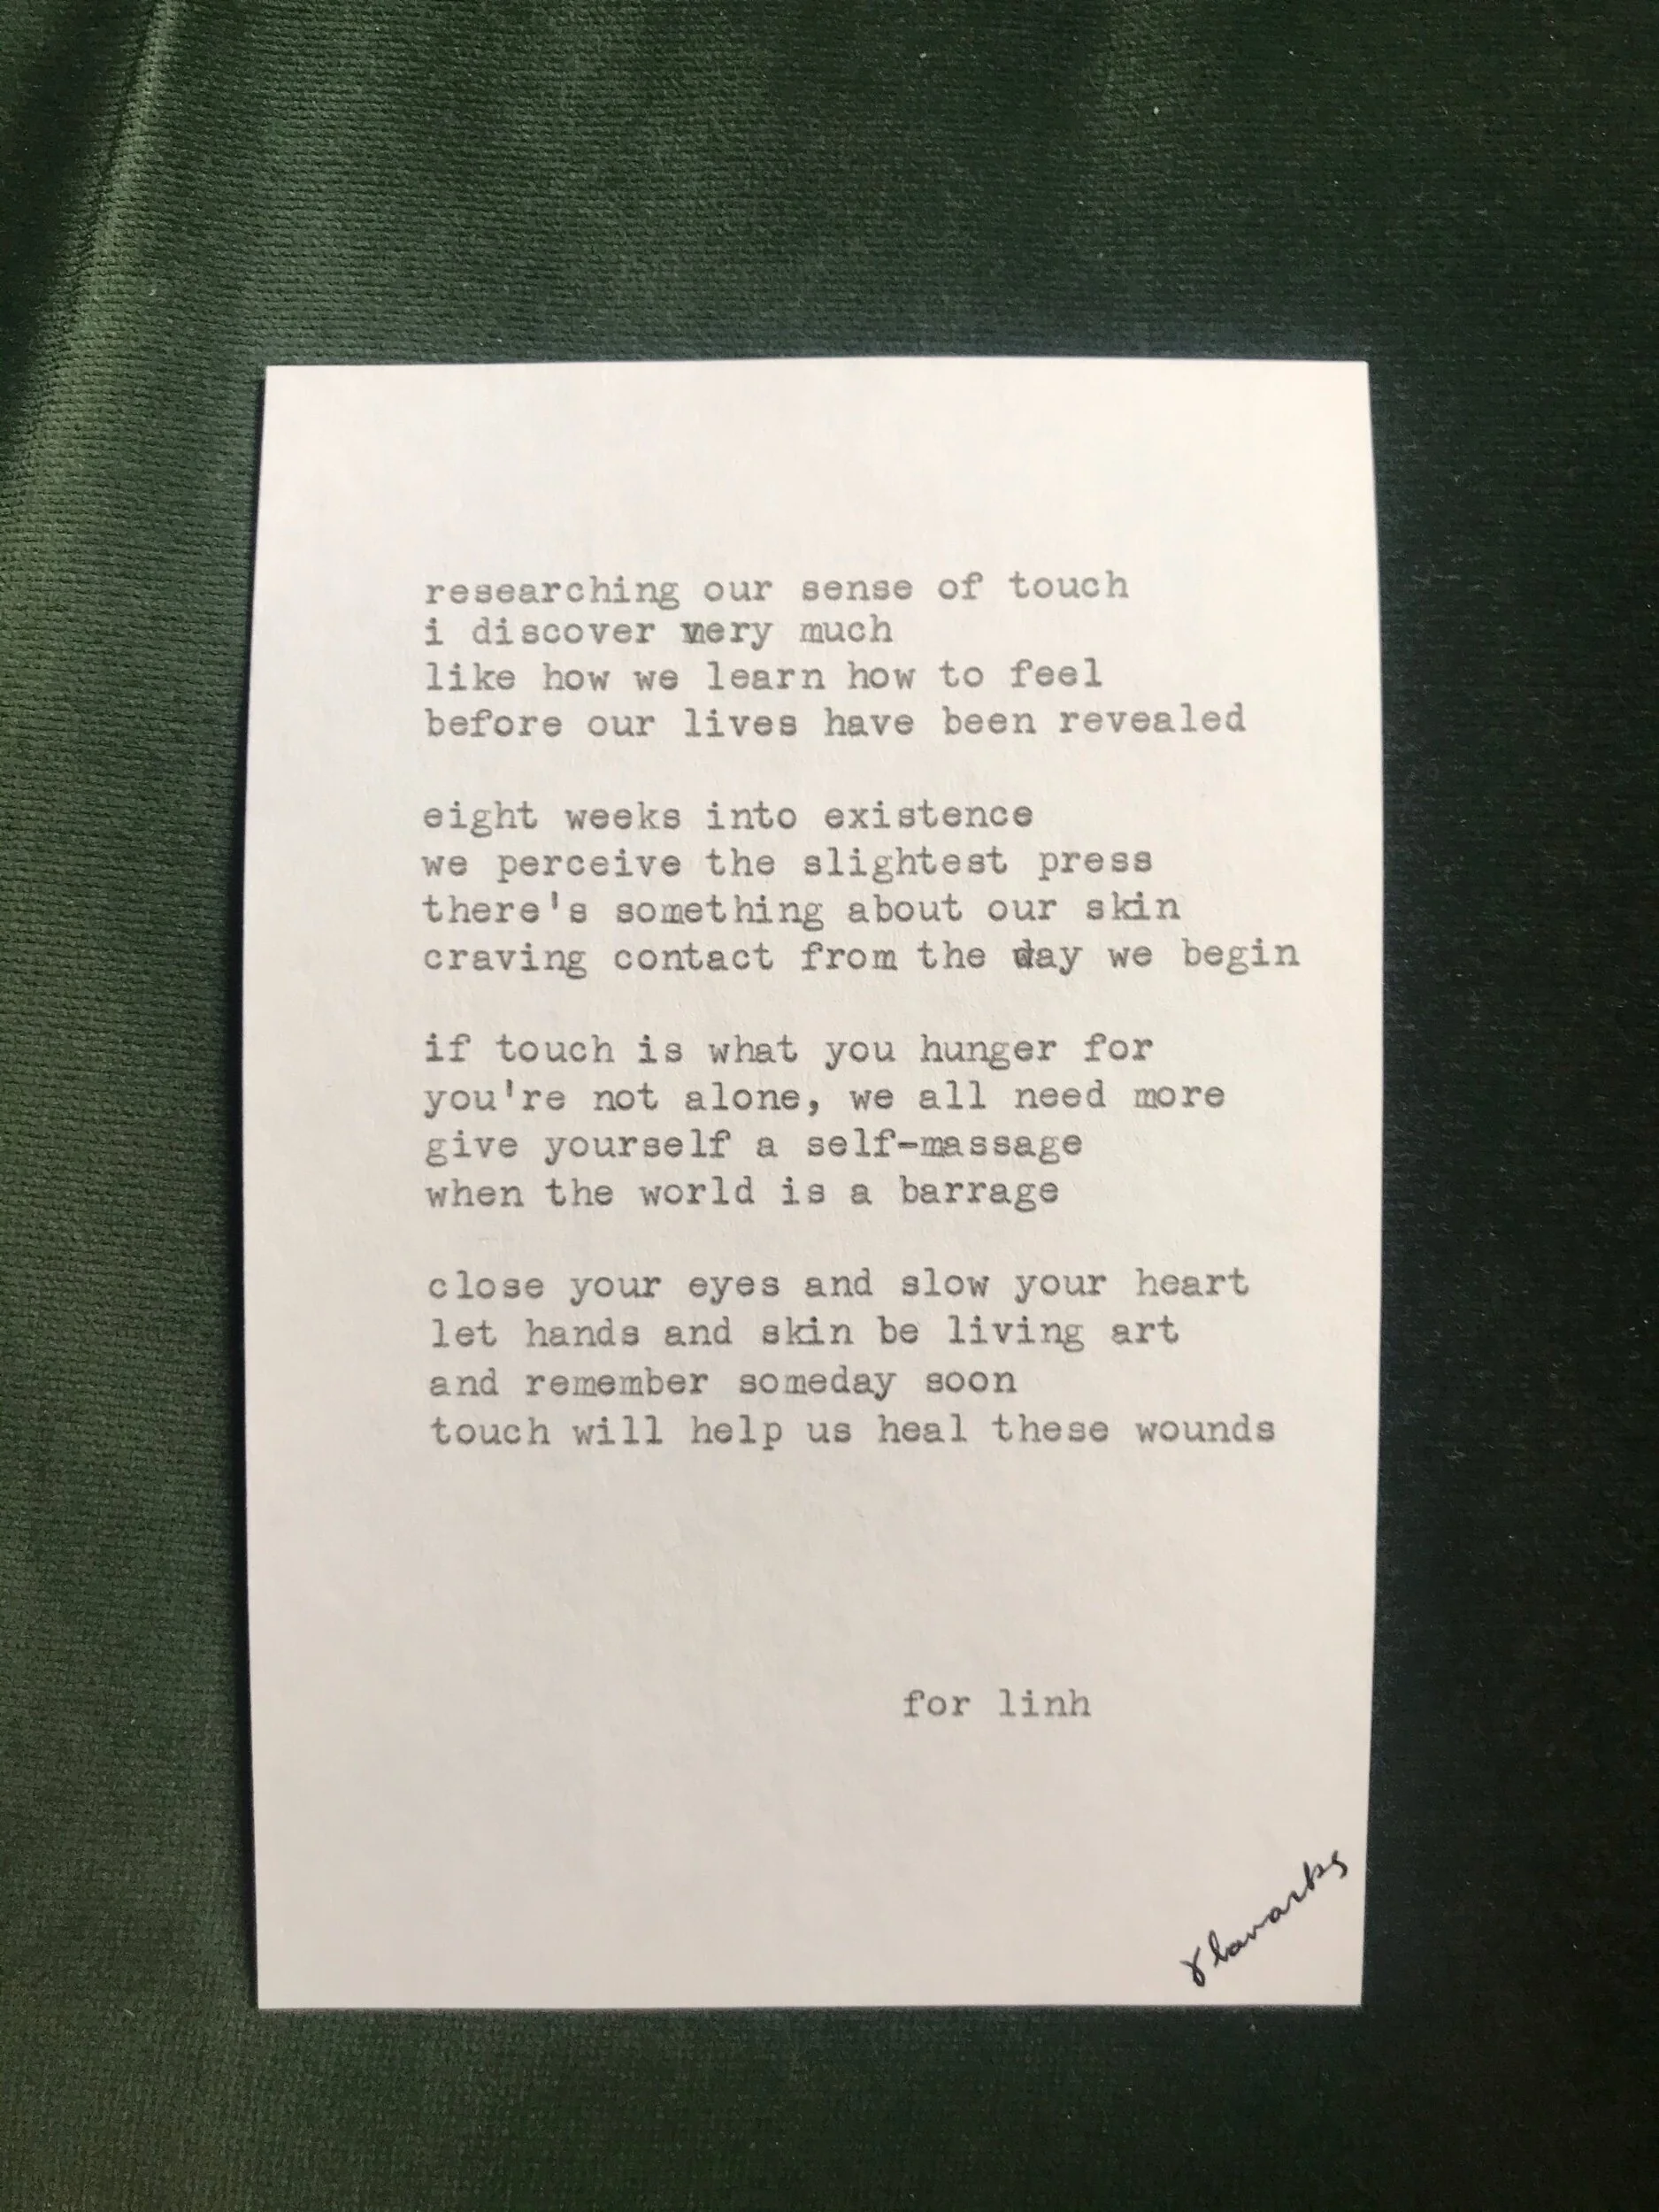 researching our sense of touch
i discover very much
like how we learn how to feel
before our lives have been revealed
eight weeks into existence
we perceive the slightest press
there's something about our skin
craving contact from the day we begin
if touch is what you hunger for
you're not alone, we all need more
give yourself a self-massage
when the world is a barrage
close your eyes and slow your heart
let hands and skin be living art
and remember someday soon
touch will help us heal these wounds
for linh